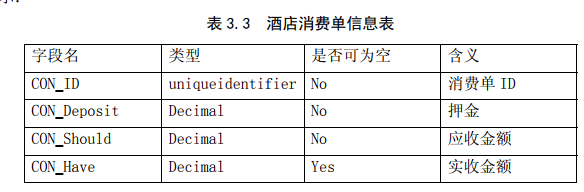 表 3.3 酒店消费单信息表
字段名 类型 是否可为空 含义
CON_ID uniqueidentifier No 消费单 ID
CON_Deposit Decimal No 押金
CON_Should Decimal No 应收金额
CON_Have Decimal Yes 实收金额